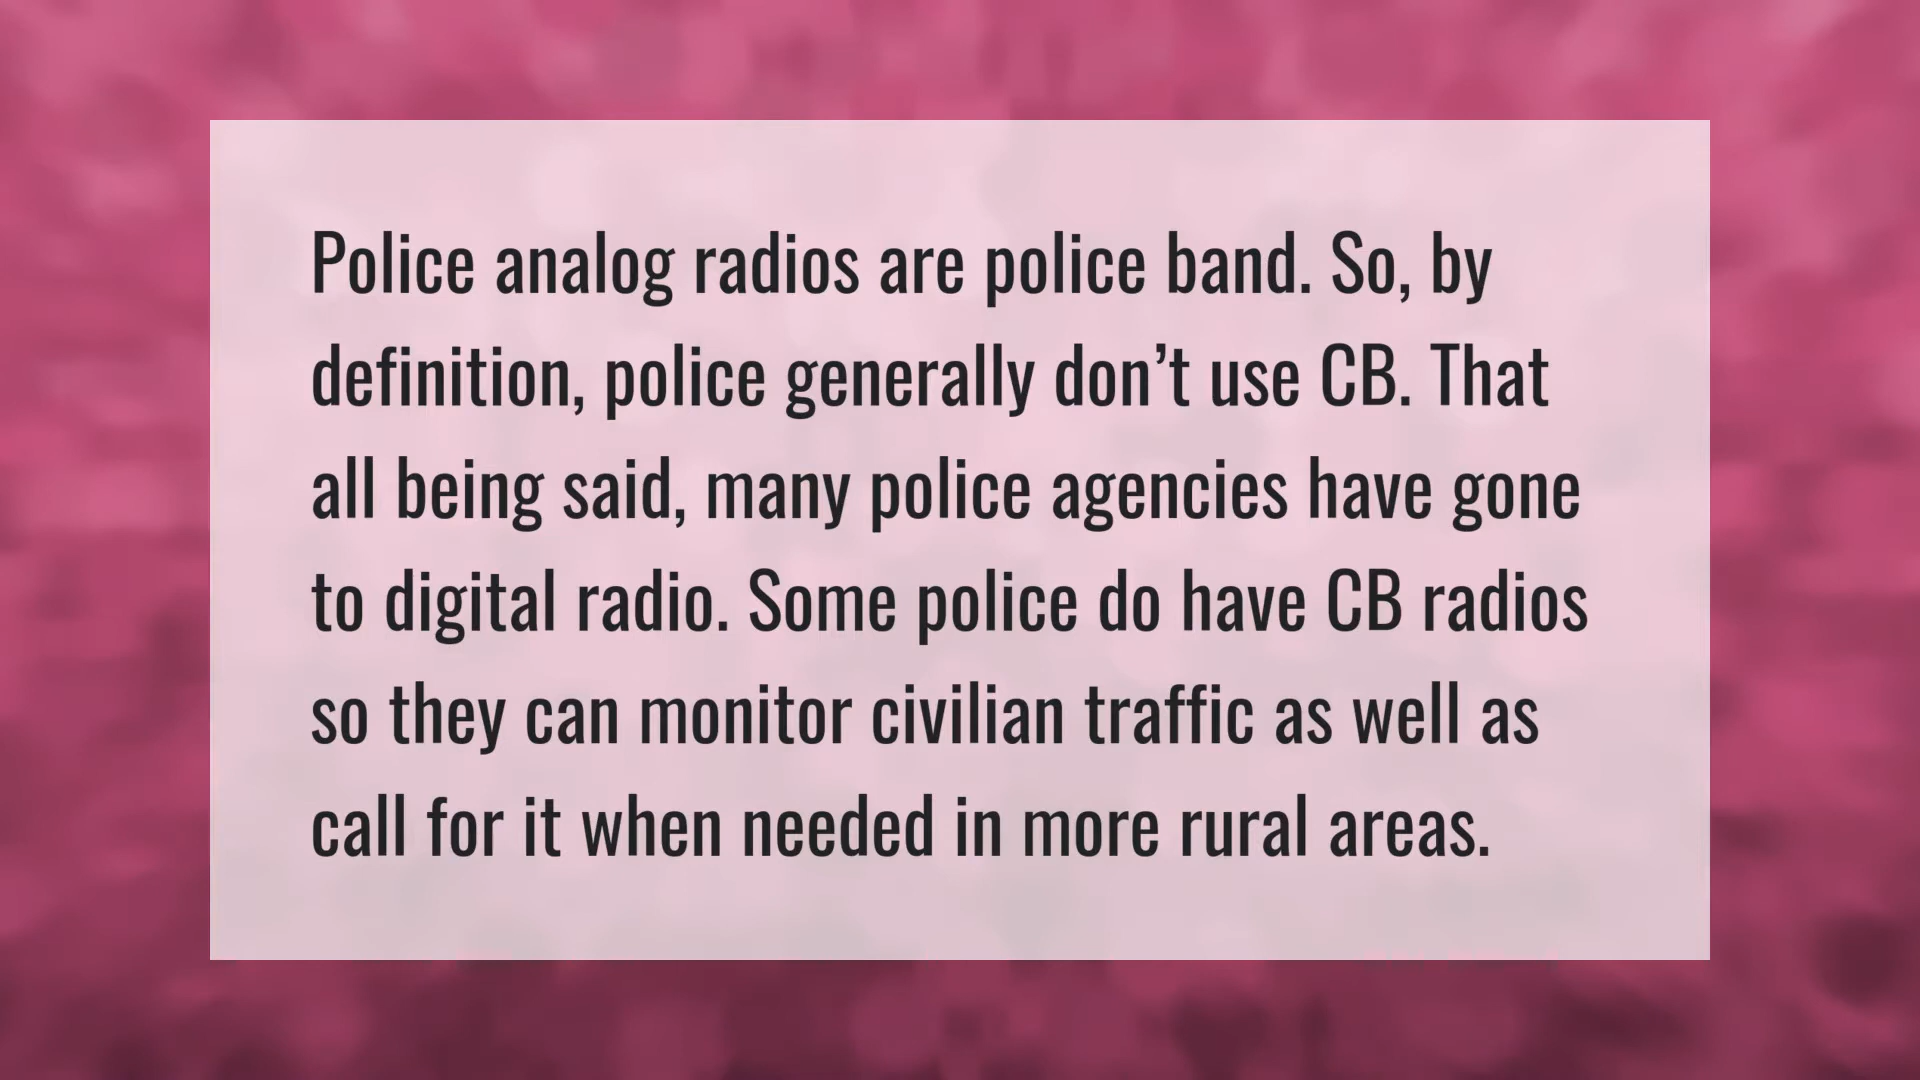 Police analog radios are police band. So, by
definition, police generally don’t use CB. That
all being said, many police agencies have gone
to digital radio. Some police do have CB radios
so they can monitor civilian traffic as well as
call for it when needed in more rural areas.